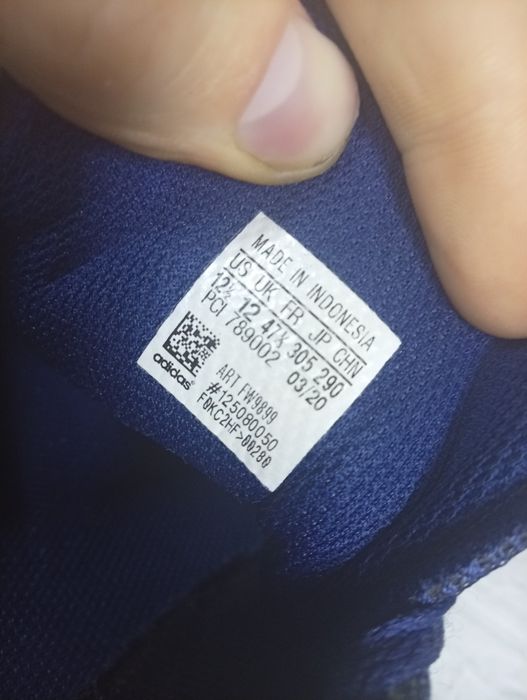 MADE IN INDONESIA
US UK FR JP CHN
12½ 12 47⅓ 305 290
PCI 789002 03/20
ART FW9899
#125080050
F0KC2HF>00280
adidas